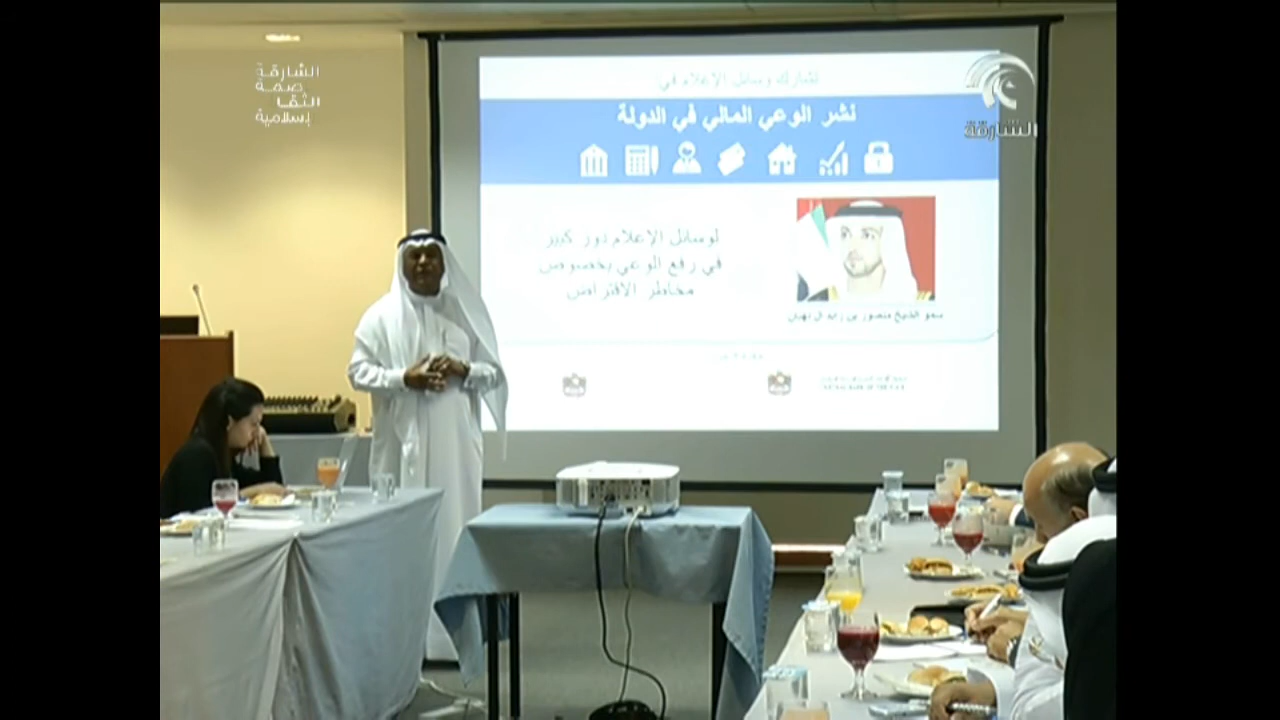 الشارقة
عاصمة
الثقافة
الإسلامية
الشارقة
تشارك وسائل الإعلام في
نشر الوعي المالي في الدولة
لوسائل الإعلام دور كبير
في رفع الوعي بخصوص
مخاطر الاقتراض
سمو الشيخ منصور بن زايد آل نهيان